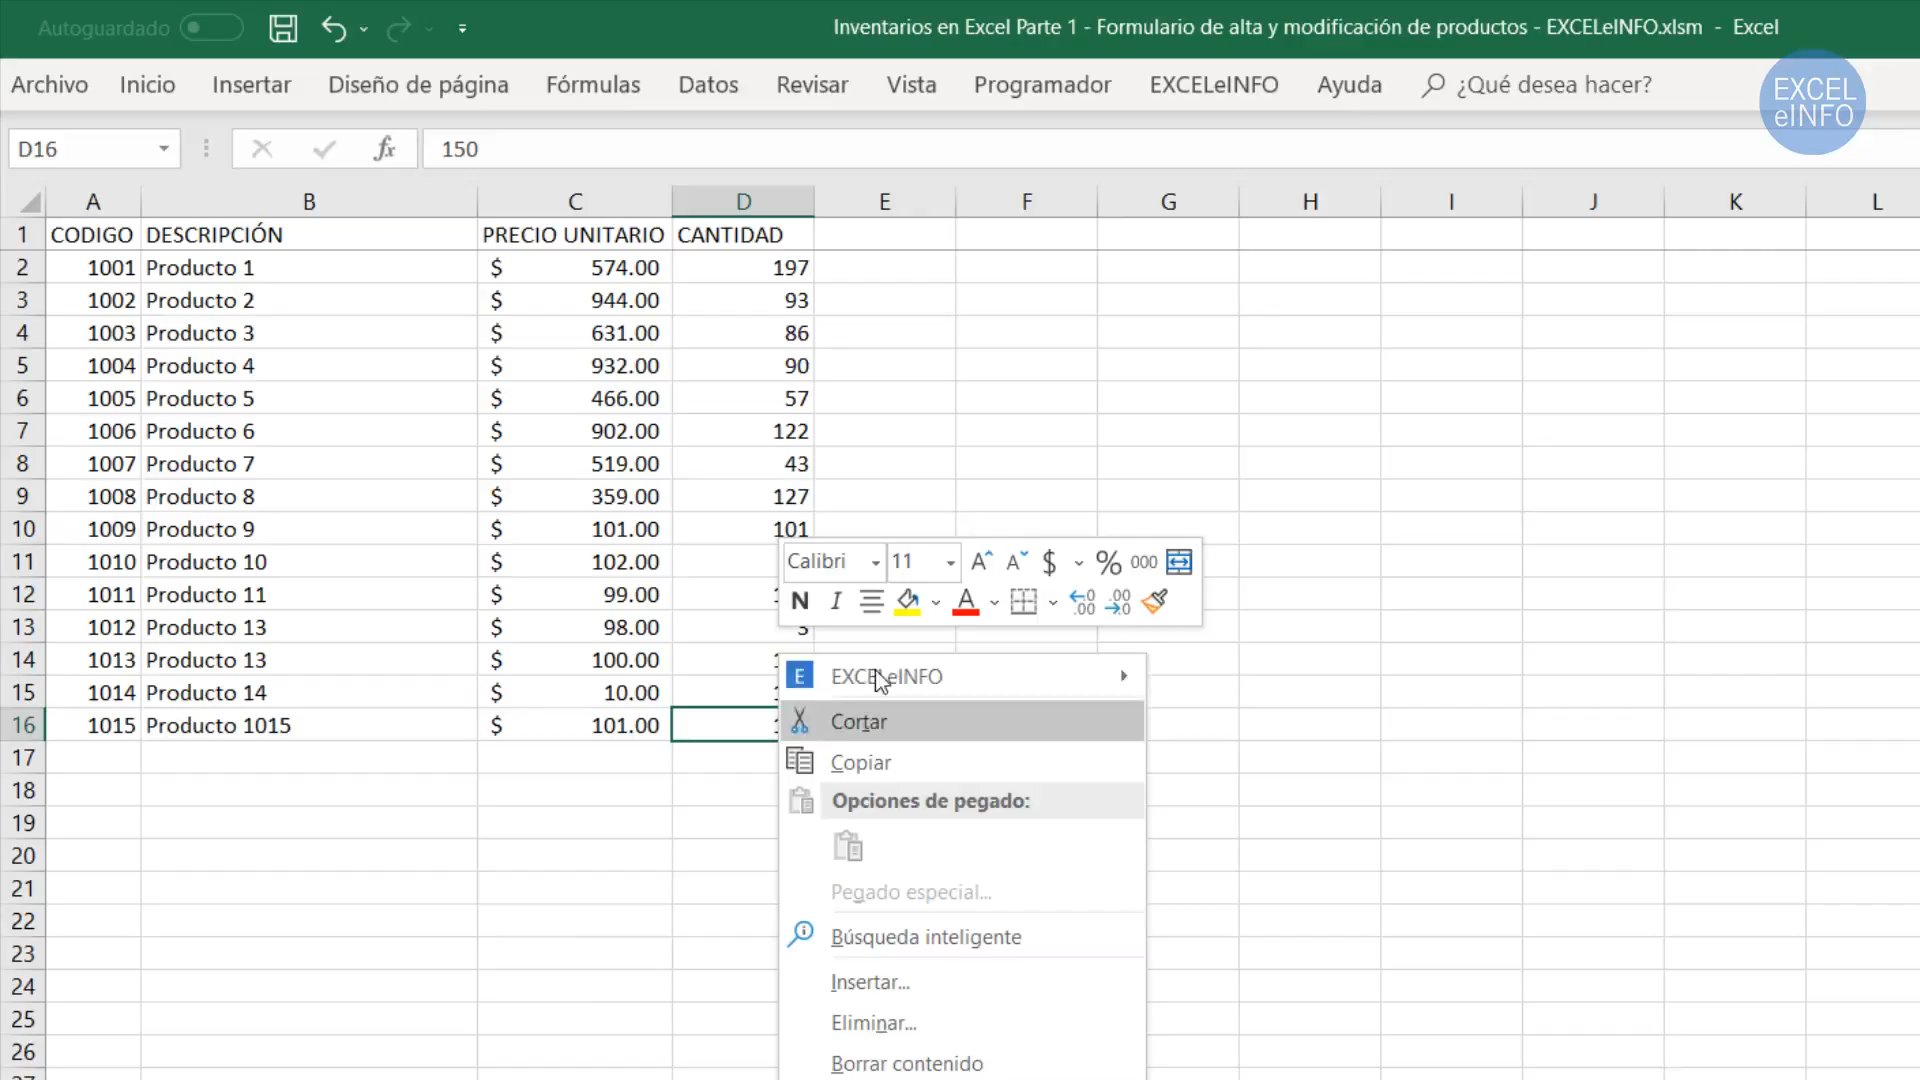 Autoguardado
Inventarios en Excel Parte 1 - Formulario de alta y modificación de productos - EXCELeINFO.xlsm - Excel
Archivo Inicio Insertar Diseño de página Fórmulas Datos Revisar Vista Programador EXCELeINFO Ayuda ¿Qué desea hacer?
EXCEL
eINFO
D16 fx 150
A B C D E F G H I J K L
1 CODIGO DESCRIPCIÓN PRECIO UNITARIO CANTIDAD
2 1001 Producto 1 $ 574.00 197
3 1002 Producto 2 $ 944.00 93
4 1003 Producto 3 $ 631.00 86
5 1004 Producto 4 $ 932.00 90
6 1005 Producto 5 $ 466.00 57
7 1006 Producto 6 $ 902.00 122
8 1007 Producto 7 $ 519.00 43
9 1008 Producto 8 $ 359.00 127
10 1009 Producto 9 $ 101.00 101
11 1010 Producto 10 $ 102.00
12 1011 Producto 11 $ 99.00
13 1012 Producto 13 $ 98.00 3
14 1013 Producto 13 $ 100.00
15 1014 Producto 14 $ 10.00
16 1015 Producto 1015 $ 101.00
17
18
19
20
21
22
23
24
25
26
Calibri 11 A A $ % 000
N I A 0 .00 .00 0
E EXCELeINFO
Cortar
Copiar
Opciones de pegado:
Pegado especial...
Búsqueda inteligente
Insertar...
Eliminar...
Borrar contenido